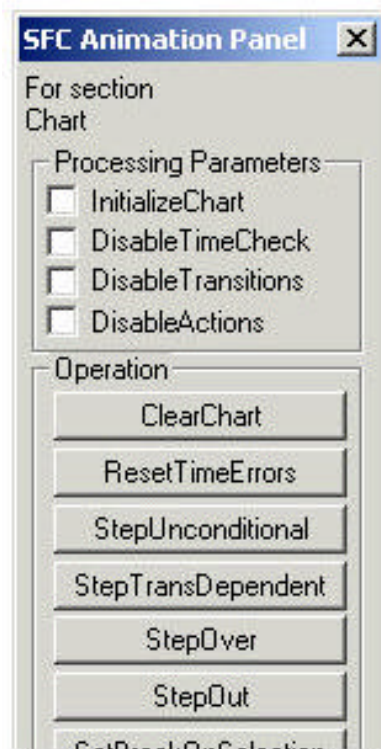 SFC Animation Panel
For section
Chart
Processing Parameters
InitializeChart
DisableTimeCheck
DisableTransitions
DisableActions
Operation
ClearChart
ResetTimeErrors
StepUnconditional
StepTransDependent
StepOver
StepOut
SetBreakOnSelection